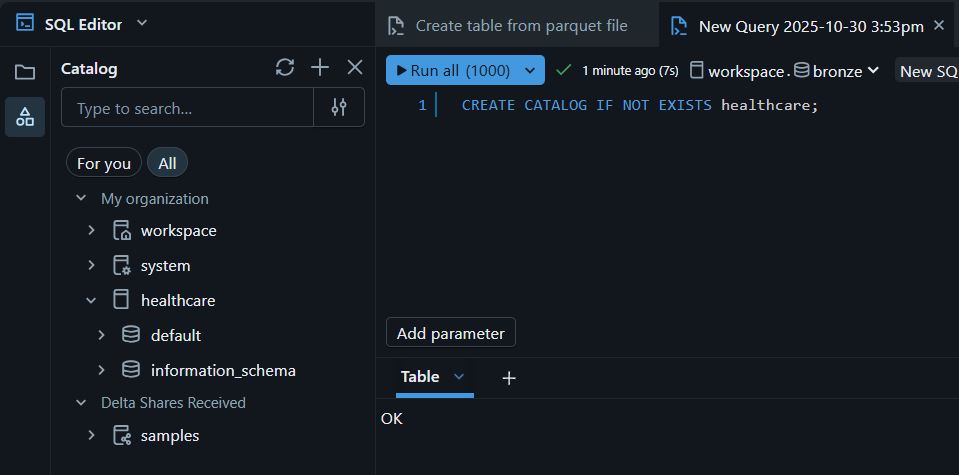 SQL Editor
Create table from parquet file
New Query 2025-10-30 3:53pm
Catalog
Run all (1000)
1 minute ago (7s)
workspace.
bronze
New SQ
Type to search...
1 CREATE CATALOG IF NOT EXISTS healthcare;
For you
All
My organization
workspace
system
healthcare
default
information_schema
Delta Shares Received
samples
Add parameter
Table
OK